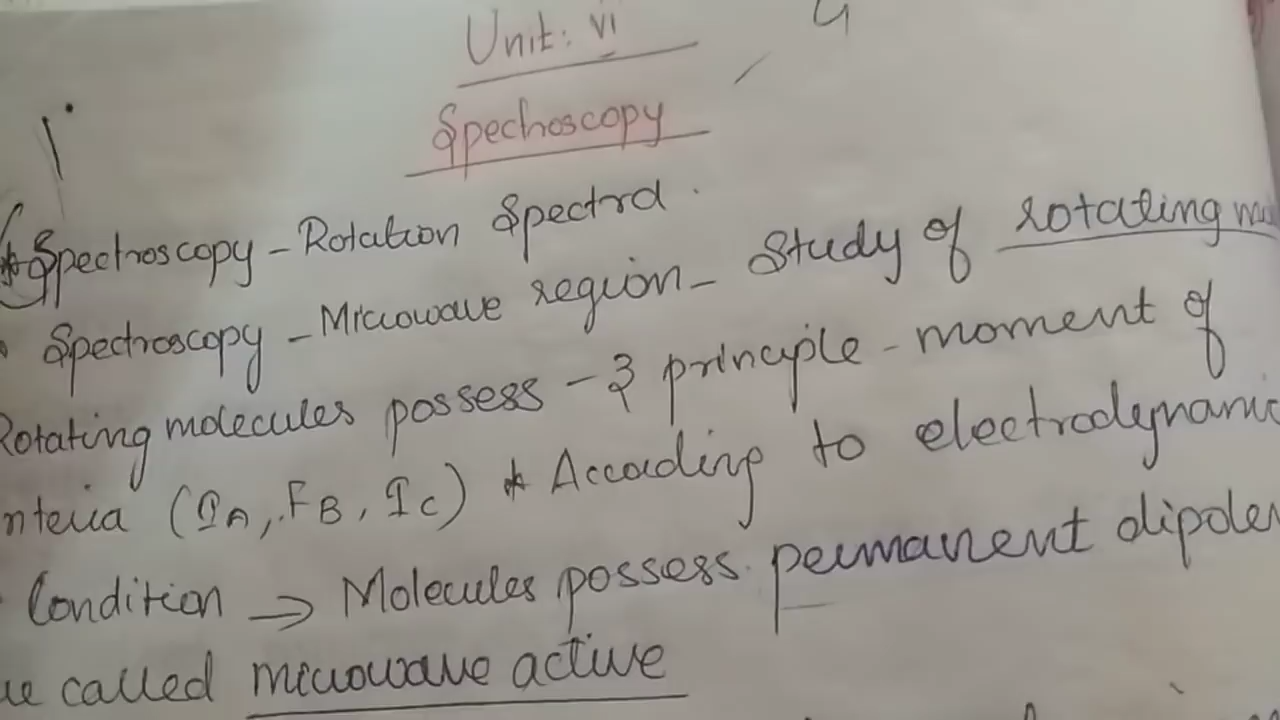 Unit: VI
Spectroscopy
* Spectroscopy - Rotation Spectra.
Spectroscopy - Microwave region - Study of rotating
Rotating molecules possess - 3 principle - moment of
(IA, IB, IC) * According to electrodynamic
Condition → Molecules possess permanent dipole
called microwave active